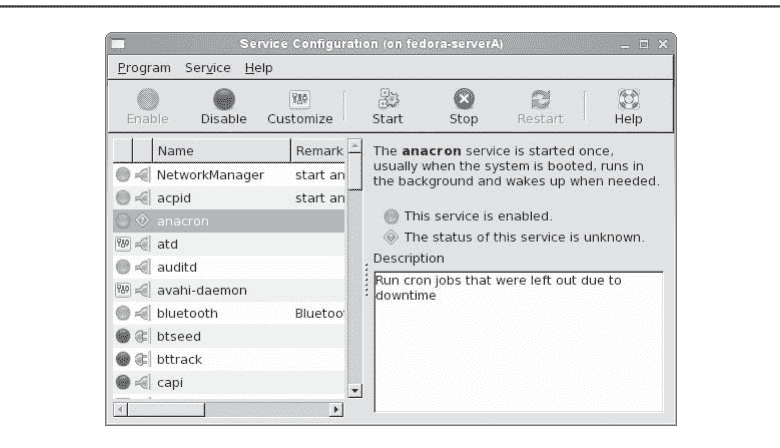 Service Configuration (on fedora-serverA)
Program Service Help
Enable Disable Customize Start Stop Restart Help
Name Remark
NetworkManager start an
acpid start an
anacron
atd
auditd
avahi-daemon
bluetooth Bluetoo
btseed
bttrack
capi
The anacron service is started once,
usually when the system is booted, runs in
the background and wakes up when needed.
This service is enabled.
The status of this service is unknown.
Description
Run cron jobs that were left out due to
downtime